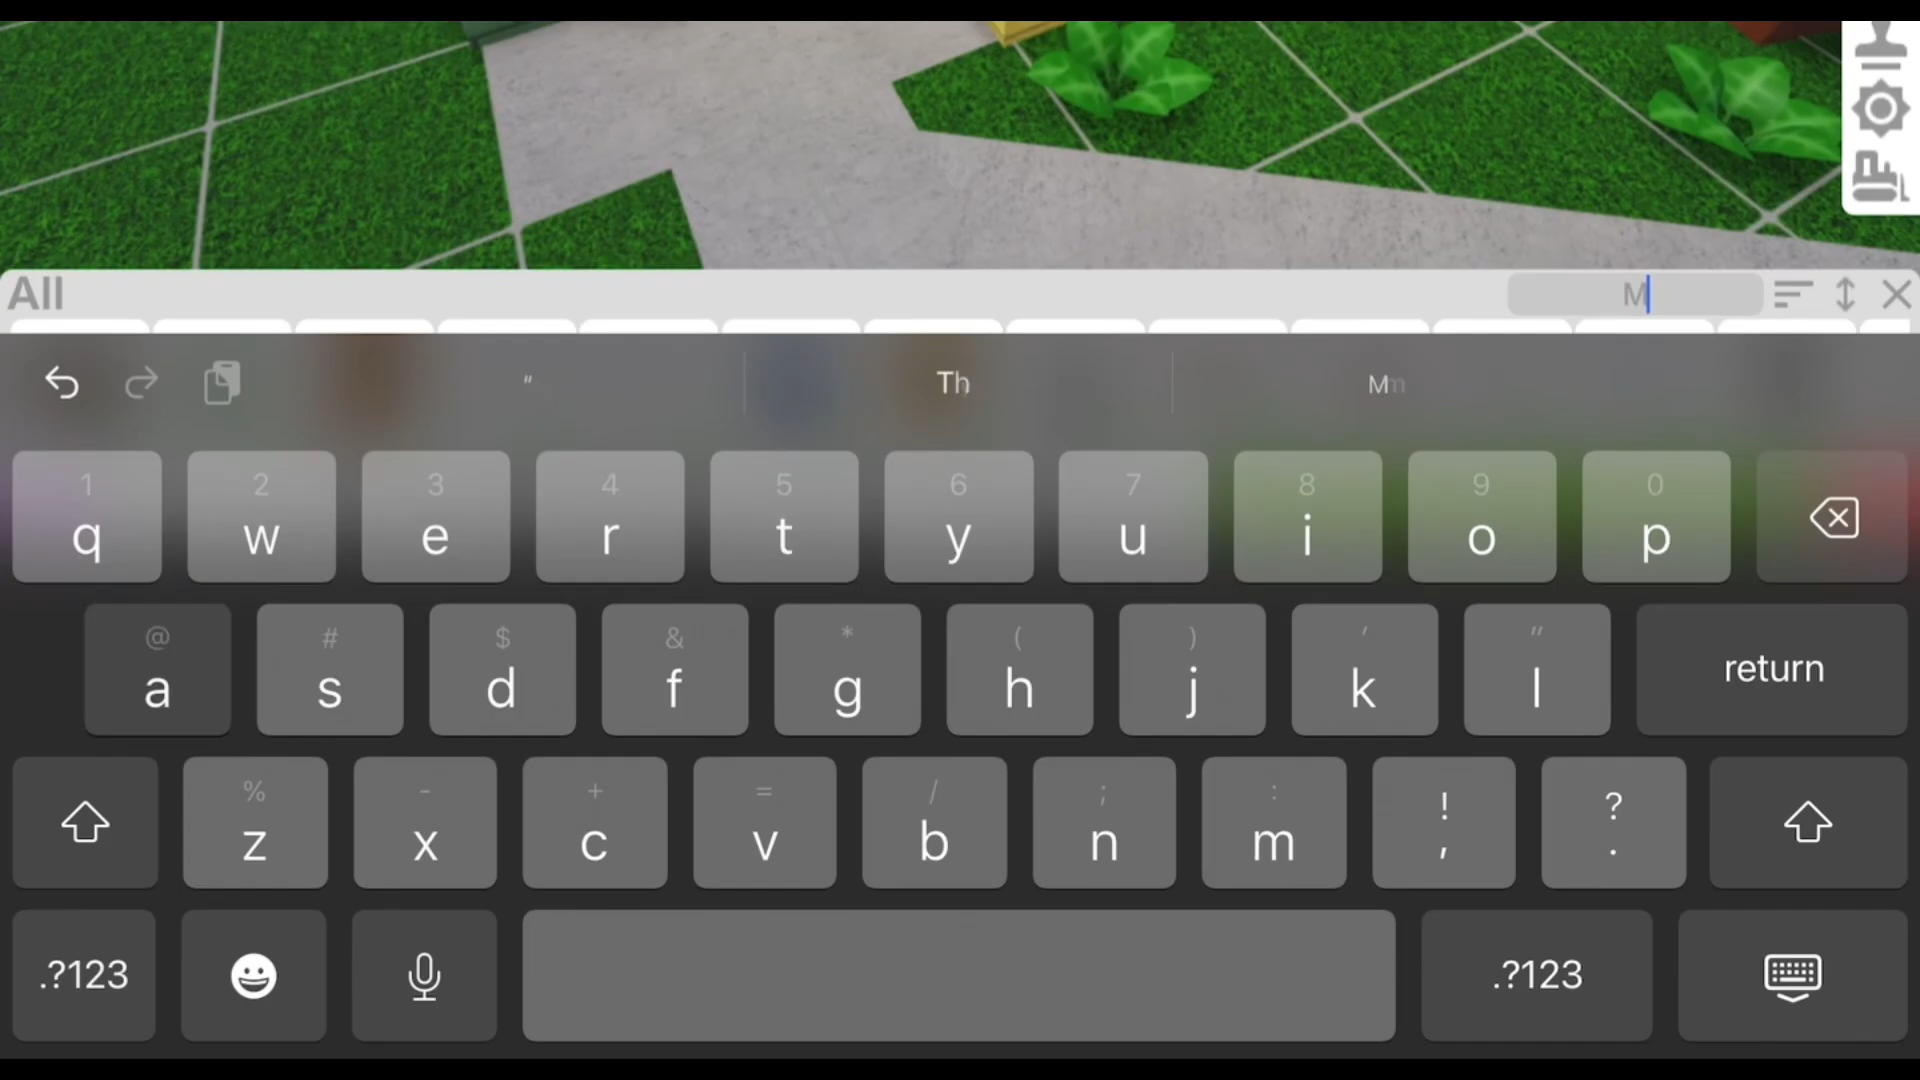 All M
" Th Mm
1 2 3 4 5 6 7 8 9 0
q w e r t y u i o p
@ # $ & * ( ) ' "
a s d f g h j k l return
% - + = / ; : ! ?
z x c v b n m , .
.?123 .?123